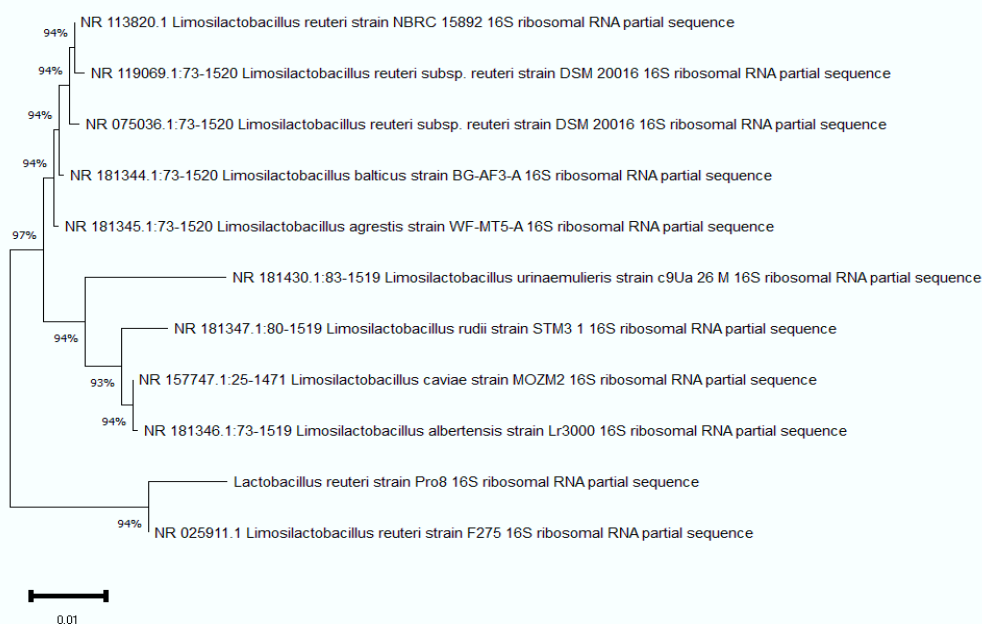 NR 113820.1 Limosilactobacillus reuteri strain NBRC 15892 16S ribosomal RNA partial sequence
94%
94%
NR 119069.1:73-1520 Limosilactobacillus reuteri subsp. reuteri strain DSM 20016 16S ribosomal RNA partial sequence
94%
NR 075036.1:73-1520 Limosilactobacillus reuteri subsp. reuteri strain DSM 20016 16S ribosomal RNA partial sequence
94%
NR 181344.1:73-1520 Limosilactobacillus balticus strain BG-AF3-A 16S ribosomal RNA partial sequence
NR 181345.1:73-1520 Limosilactobacillus agrestis strain WF-MT5-A 16S ribosomal RNA partial sequence
97%
NR 181430.1:83-1519 Limosilactobacillus urinaemulieris strain c9Ua 26 M 16S ribosomal RNA partial sequence
NR 181347.1:80-1519 Limosilactobacillus rudii strain STM3 1 16S ribosomal RNA partial sequence
94%
NR 157747.1:25-1471 Limosilactobacillus caviae strain MOZM2 16S ribosomal RNA partial sequence
93%
94%
NR 181346.1:73-1519 Limosilactobacillus albertensis strain Lr3000 16S ribosomal RNA partial sequence
Lactobacillus reuteri strain Pro8 16S ribosomal RNA partial sequence
94%
NR 025911.1 Limosilactobacillus reuteri strain F275 16S ribosomal RNA partial sequence
0.01